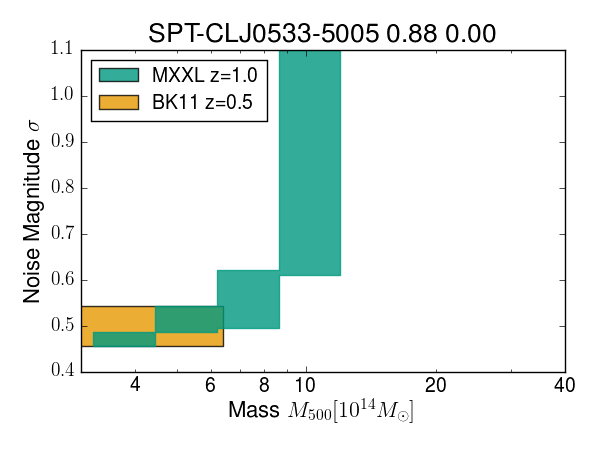 SPT-CLJ0533-5005 0.88 0.00
MXXL z=1.0
BK11 z=0.5
Noise Magnitude σ
1.1
1.0
0.9
0.8
0.7
0.6
0.5
0.4
4 6 8 10 20 40
Mass M₅₀₀[10¹⁴M⊙]